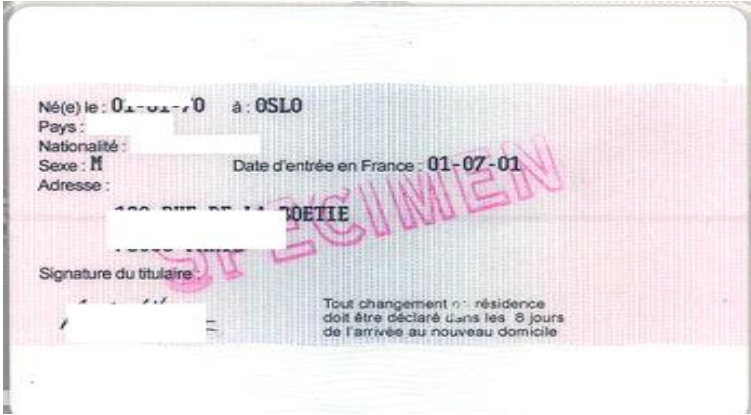 Né(e) le : à : OSLO
Pays :
Nationalité :
Sexe : M Date d'entrée en France : 01-07-01
Adresse :
BOETIE
Signature du titulaire :
SPECIMEN
Tout changement résidence
doit être déclaré dans les 8 jours
de l'arrivée au nouveau domicile